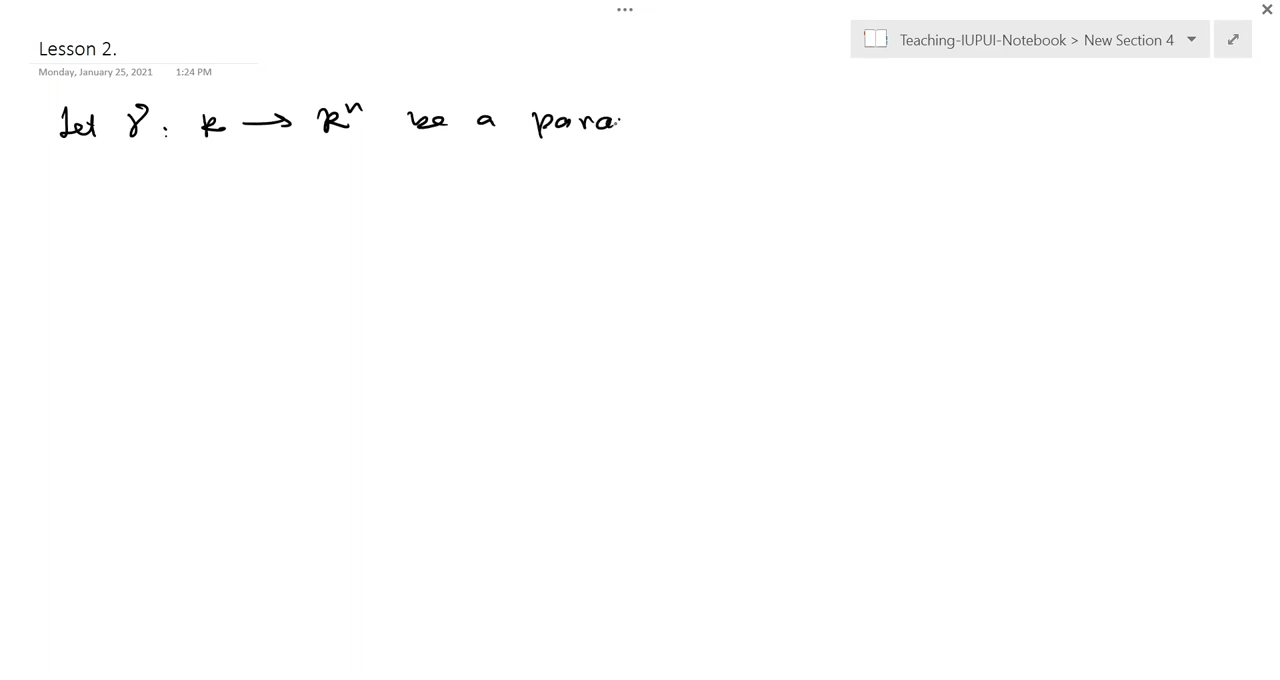 Teaching-IUPUI-Notebook > New Section 4
Lesson 2.
Monday, January 25, 2021 1:24 PM
Let γ: R → Rⁿ be a para